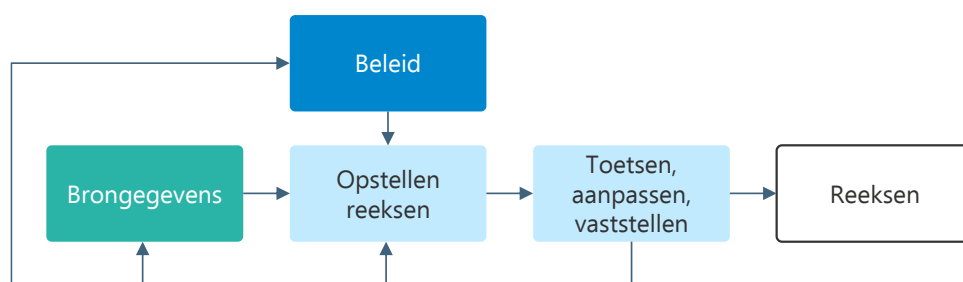 Beleid
Brongegevens
Opstellen
reeksen
Toetsen,
aanpassen,
vaststellen
Reeksen